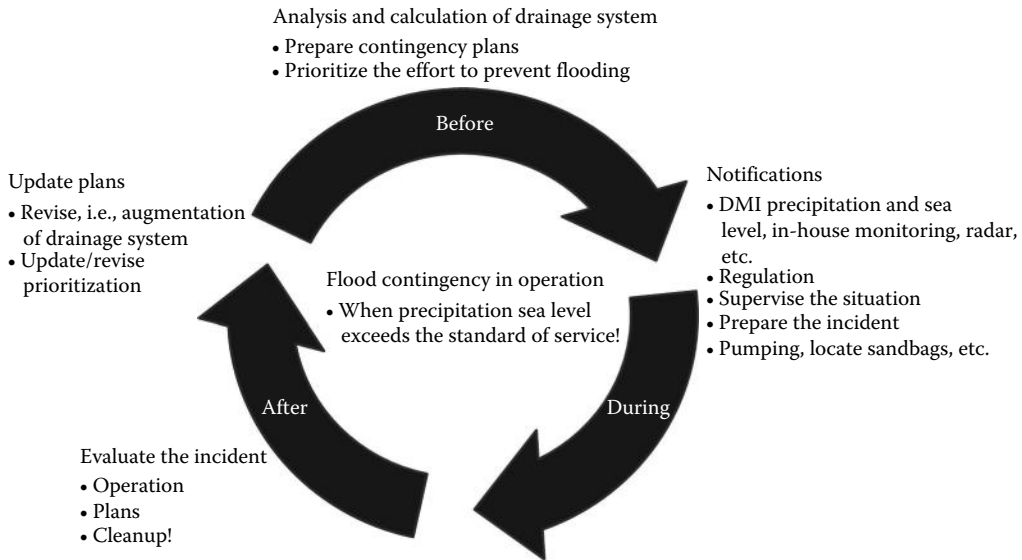 Analysis and calculation of drainage system
• Prepare contingency plans
• Prioritize the effort to prevent flooding
Before
Notifications
• DMI precipitation and sea
level, in-house monitoring, radar,
etc.
• Regulation
• Supervise the situation
• Prepare the incident
• Pumping, locate sandbags, etc.
Update plans
• Revise, i.e., augmentation
of drainage system
• Update/revise
prioritization
Flood contingency in operation
• When precipitation sea level
exceeds the standard of service!
During
After
Evaluate the incident
• Operation
• Plans
• Cleanup!